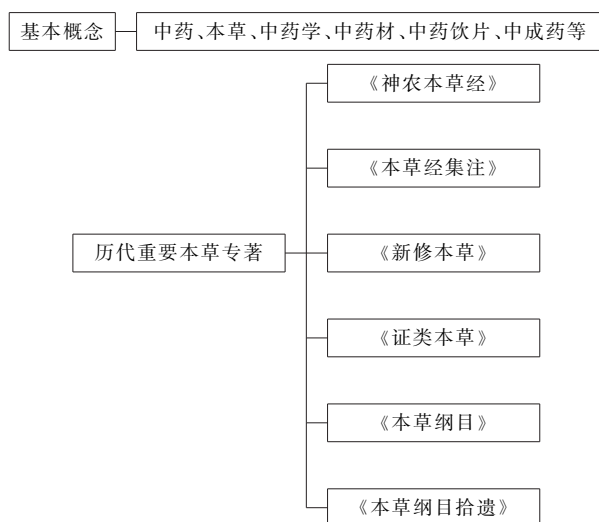 基本概念
中药、本草、中药学、中药材、中药饮片、中成药等
《神农本草经》
《本草经集注》
历代重要本草专著
《新修本草》
《证类本草》
《本草纲目》
《本草纲目拾遗》